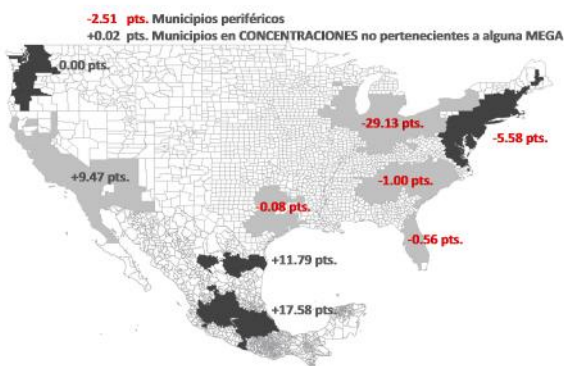 -2.51 pts. Municipios periféricos
+0.02 pts. Municipios en CONCENTRACIONES no pertenecientes a alguna MEGA
0.00 pts.
-29.13 pts.
-5.58 pts.
+9.47 pts.
-1.00 pts.
-0.08 pts.
-0.56 pts.
+11.79 pts.
+17.58 pts.